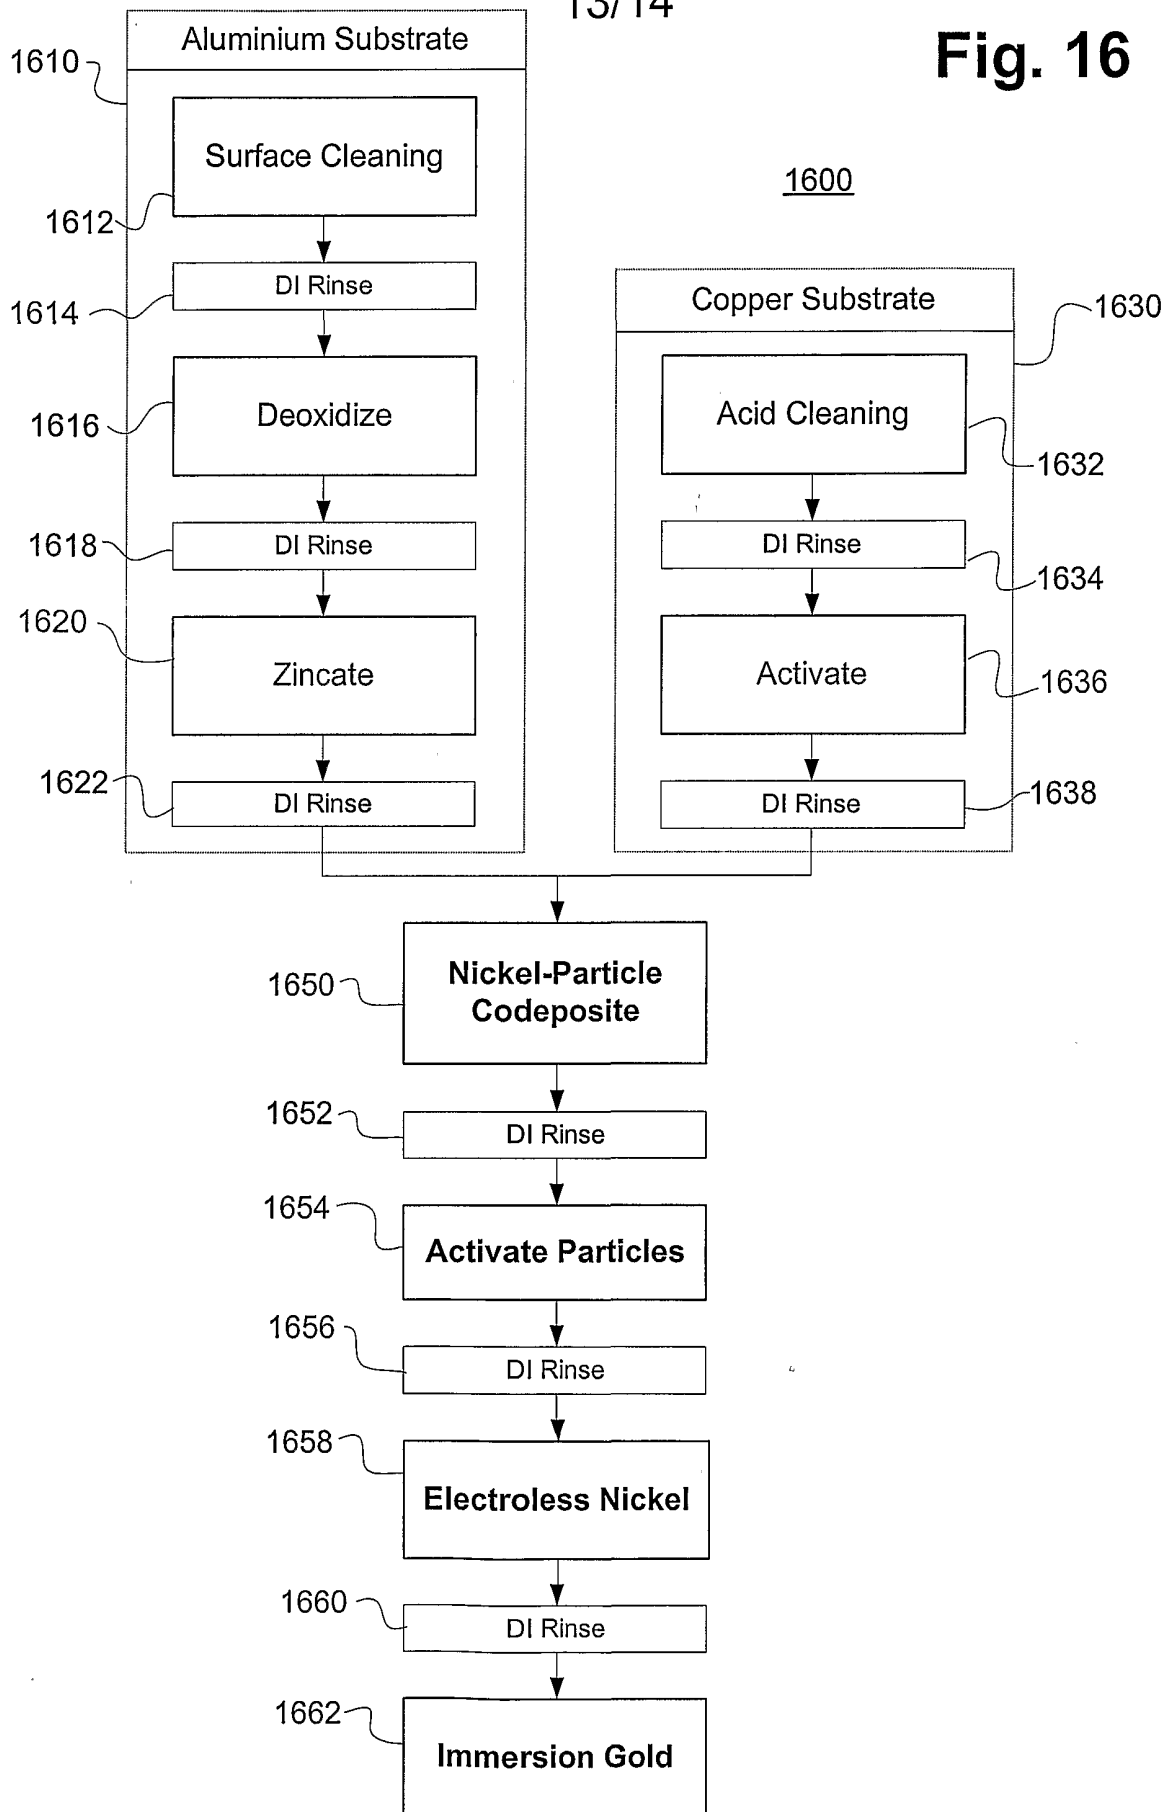 13/14
Fig. 16
1600
Aluminium Substrate
1610
Surface Cleaning
1612
DI Rinse
1614
Deoxidize
1616
DI Rinse
1618
Zincate
1620
DI Rinse
1622
Copper Substrate
1630
Acid Cleaning
1632
DI Rinse
1634
Activate
1636
DI Rinse
1638
Nickel-Particle
Codeposite
1650
DI Rinse
1652
Activate Particles
1654
DI Rinse
1656
Electroless Nickel
1658
DI Rinse
1660
Immersion Gold
1662